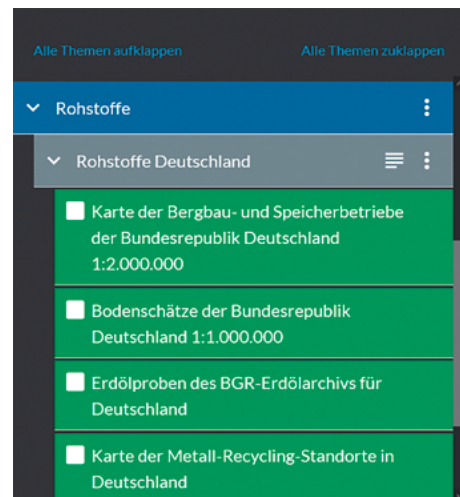 Alle Themen aufklappen Alle Themen zuklappen
Rohstoffe
Rohstoffe Deutschland
Karte der Bergbau- und Speicherbetriebe
der Bundesrepublik Deutschland
1:2.000.000
Bodenschätze der Bundesrepublik
Deutschland 1:1.000.000
Erdölproben des BGR-Erdölarchivs für
Deutschland
Karte der Metall-Recycling-Standorte in
Deutschland